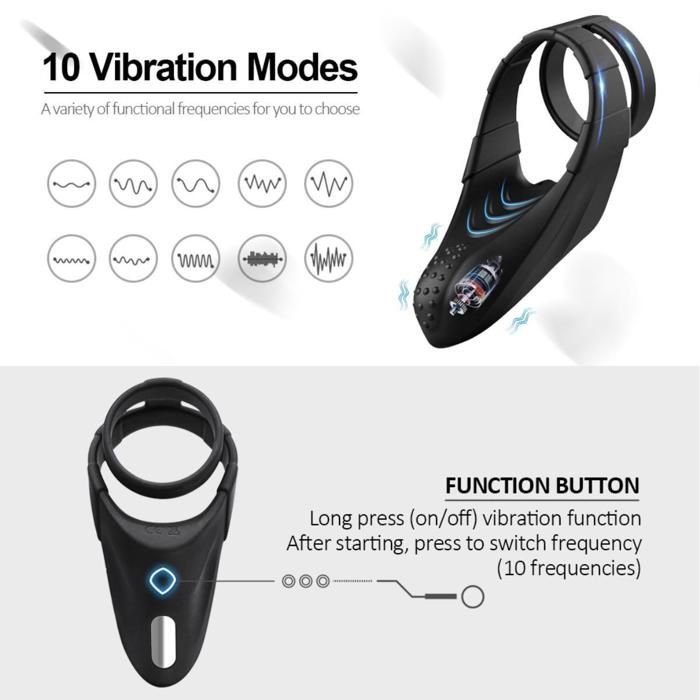 10 Vibration Modes
A variety of functional frequencies for you to choose
FUNCTION BUTTON
Long press (on/off) vibration function
After starting, press to switch frequency
(10 frequencies)